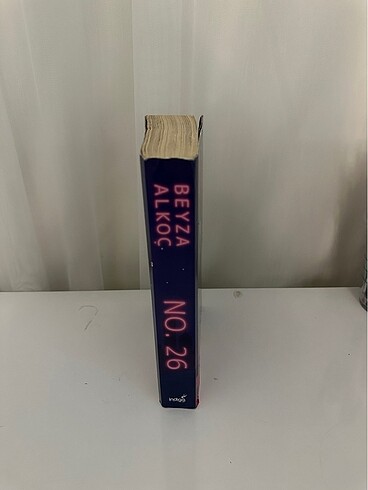 BEYZA
ALKOÇ
NO. 26
indigo